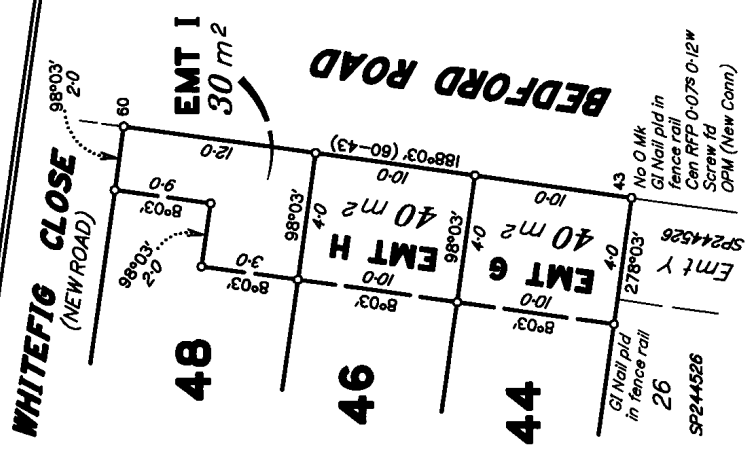 WHITEFIG CLOSE
(NEW ROAD)
98°03'
2·0
60
EMT I
30 m²
BEDFORD ROAD
12·0
188°03' (60-43)
9·0
8°03'
98°03'
2·0
3·0
8°03'
98°03'
4·0
10·0
EMT H
40 m²
10·0
8°03'
98°03'
4·0
10·0
EMT G
40 m²
10·0
8°03'
4·0
278°03'
43
48
46
44
No O Mk
GI Nail pld in
fence rail
Cen RFP 0·07S 0·12W
Screw fd
OPM (New Conn)
Emt Y
SP244526
GI Nail pld
in fence rail
26
SP244526